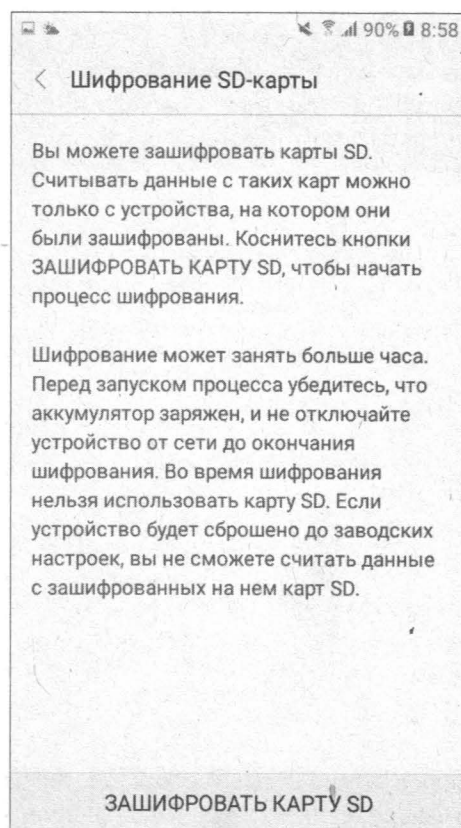 90% 8:58
Шифрование SD-карты
Вы можете зашифровать карты SD.
Считывать данные с таких карт можно
только с устройства, на котором они
были зашифрованы. Коснитесь кнопки
ЗАШИФРОВАТЬ КАРТУ SD, чтобы начать
процесс шифрования.
Шифрование может занять больше часа.
Перед запуском процесса убедитесь, что
аккумулятор заряжен, и не отключайте
устройство от сети до окончания
шифрования. Во время шифрования
нельзя использовать карту SD. Если
устройство будет сброшено до заводских
настроек, вы не сможете считать данные
с зашифрованных на нем карт SD.
ЗАШИФРОВАТЬ КАРТУ SD